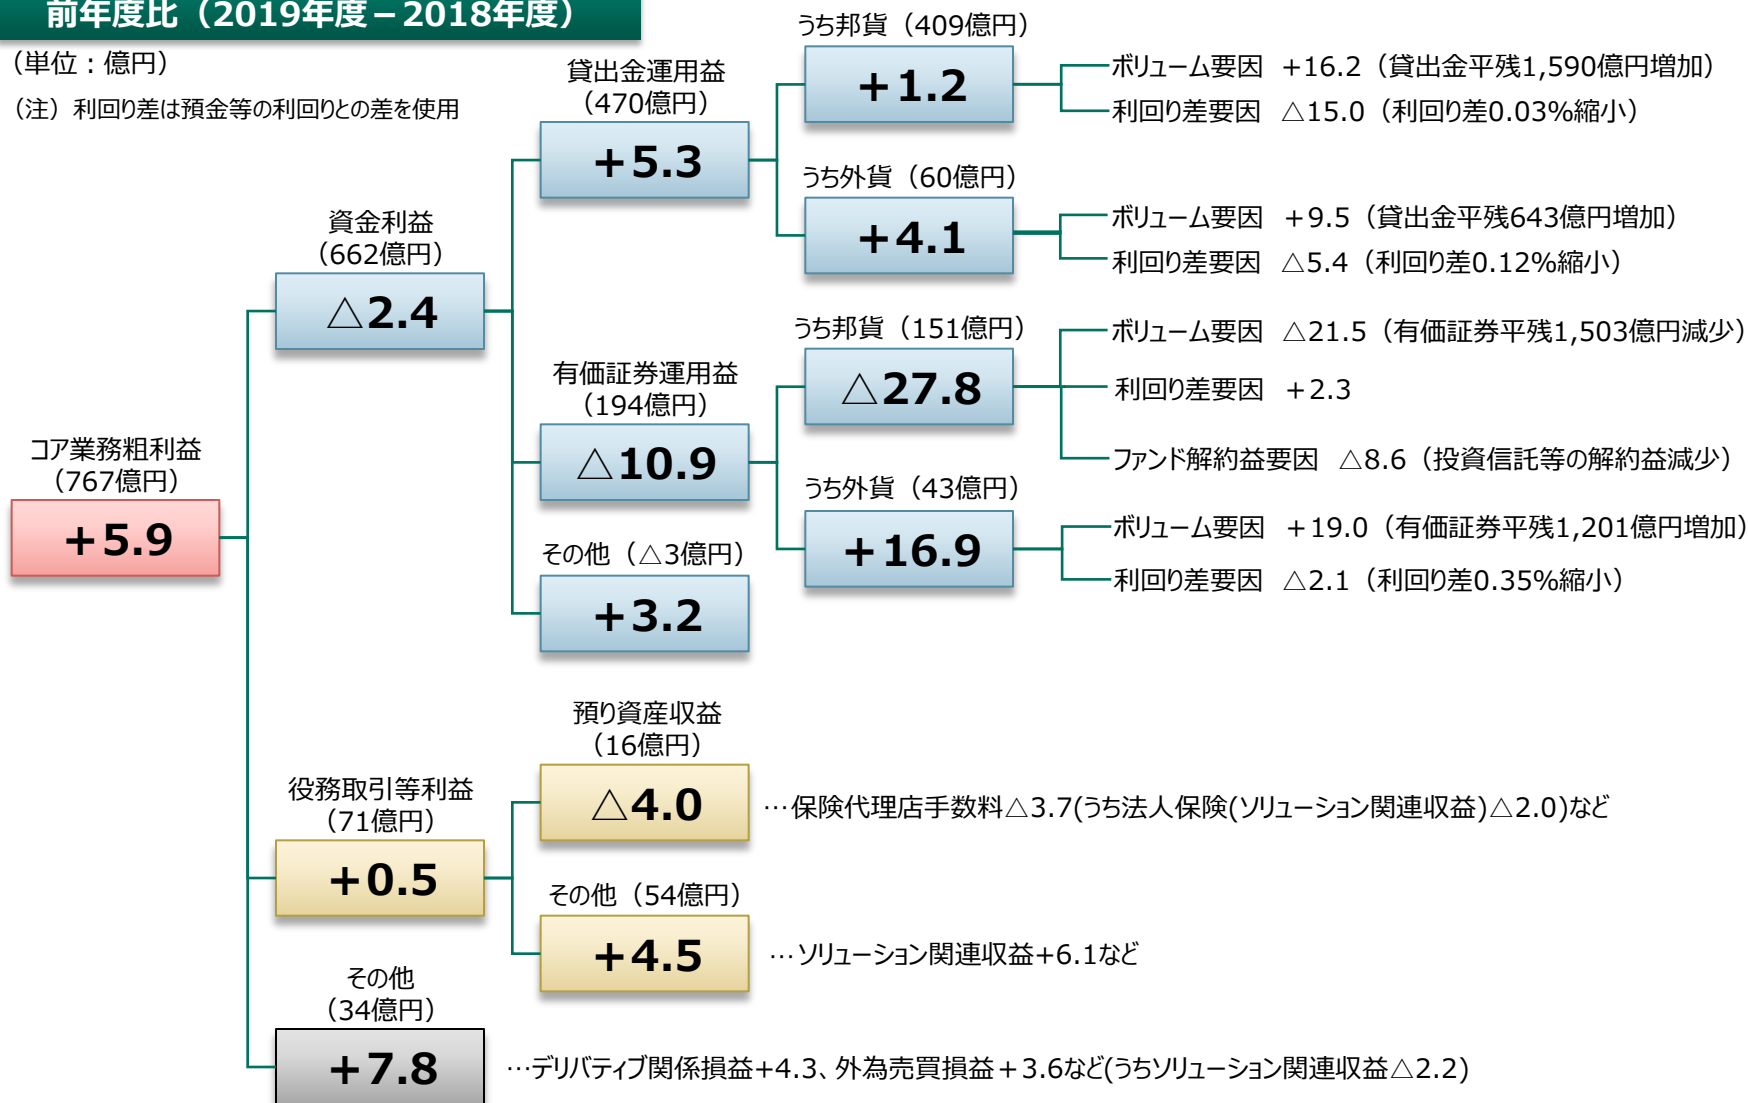 前年度比（2019年度－2018年度）
（単位：億円）
（注）利回り差は預金等の利回りとの差を使用
コア業務粗利益
（767億円）
＋5.9
資金利益
（662億円）
△2.4
貸出金運用益
（470億円）
＋5.3
うち邦貨（409億円）
＋1.2
ボリューム要因 ＋16.2（貸出金平残1,590億円増加）
利回り差要因 △15.0（利回り差0.03%縮小）
うち外貨（60億円）
＋4.1
ボリューム要因 ＋9.5（貸出金平残643億円増加）
利回り差要因 △5.4（利回り差0.12%縮小）
有価証券運用益
（194億円）
△10.9
うち邦貨（151億円）
△27.8
ボリューム要因 △21.5（有価証券平残1,503億円減少）
利回り差要因 ＋2.3
ファンド解約益要因 △8.6（投資信託等の解約益減少）
うち外貨（43億円）
＋16.9
ボリューム要因 ＋19.0（有価証券平残1,201億円増加）
利回り差要因 △2.1（利回り差0.35%縮小）
その他（△3億円）
＋3.2
役務取引等利益
（71億円）
＋0.5
預り資産収益
（16億円）
△4.0
…保険代理店手数料△3.7(うち法人保険(ソリューション関連収益)△2.0)など
その他（54億円）
＋4.5
…ソリューション関連収益+6.1など
その他
（34億円）
＋7.8
…デリバティブ関係損益+4.3、外為売買損益＋3.6など(うちソリューション関連収益△2.2)